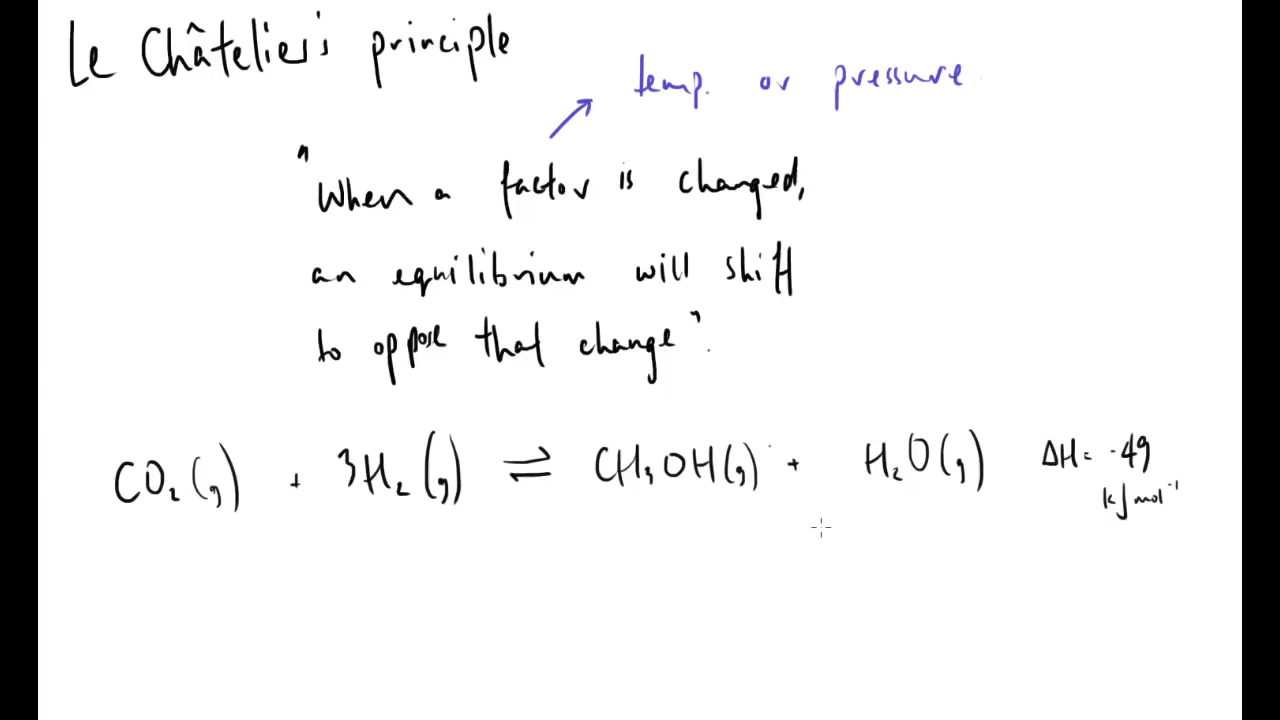 Le Châtelier's principle
temp. or pressure
"When a factor is changed,
an equilibrium will shift
to oppose that change".
CO₂(g) + 3H₂(g) ⇌ CH₃OH(g) + H₂O(g) ΔH = -49
kJ mol⁻¹